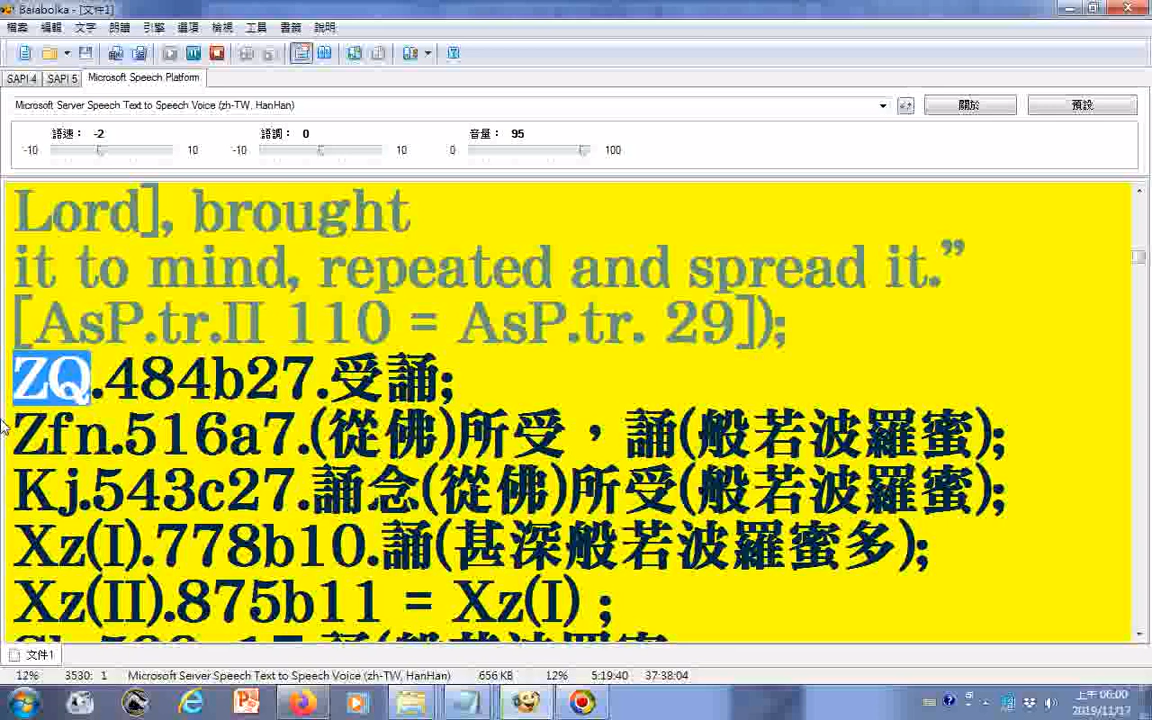 Balabolka - [文件1]
檔案 編輯 文字 朗讀 引擎 選項 檢視 工具 書籤 說明
SAPI 4 SAPI 5 Microsoft Speech Platform
Microsoft Server Speech Text to Speech Voice (zh-TW, HanHan) 關於 預設
語速： -2 語調： 0 音量： 95
-10 10 -10 10 0 100
Lord], brought
it to mind, repeated and spread it.”
[AsP.tr.II 110 = AsP.tr. 29]);
ZQ.484b27.受誦;
Zfn.516a7.(從佛)所受，誦(般若波羅蜜);
Kj.543c27.誦念(從佛)所受(般若波羅蜜);
Xz(I).778b10.誦(甚深般若波羅蜜多);
Xz(II).875b11 = Xz(I) ;
文件1
12% 3530: 1 Microsoft Server Speech Text to Speech Voice (zh-TW, HanHan) 656 KB 12% 5:19:40 37:38:04
上午 06:00
2019/11/17